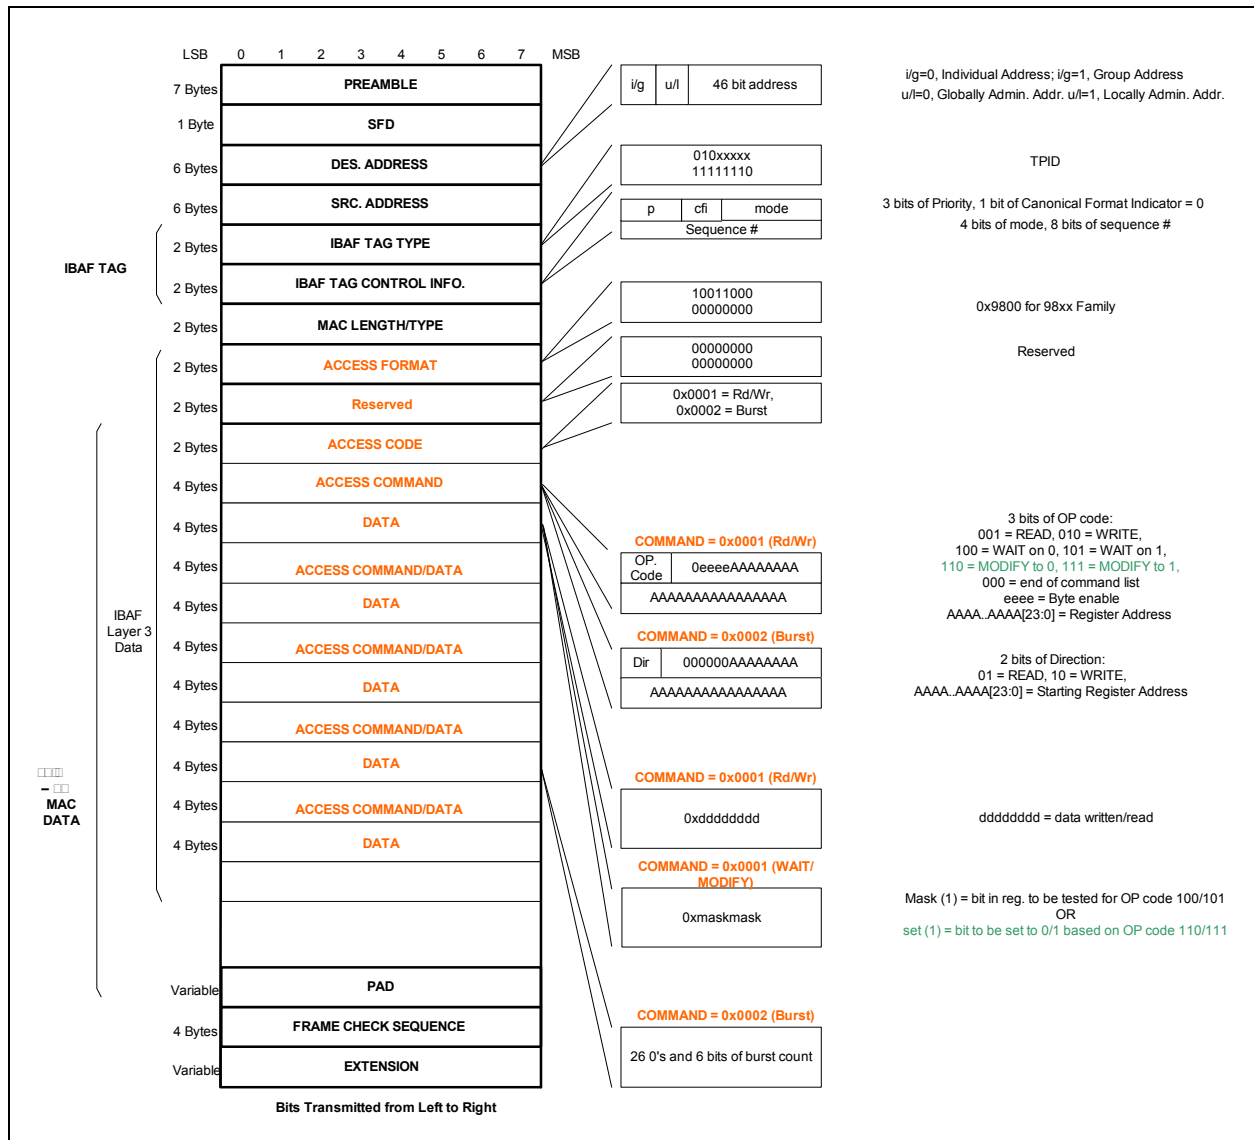 LSB 0 1 2 3 4 5 6 7 MSB
7 Bytes PREAMBLE
1 Byte SFD
6 Bytes DES. ADDRESS
6 Bytes SRC. ADDRESS
IBAF TAG
2 Bytes IBAF TAG TYPE
2 Bytes IBAF TAG CONTROL INFO.
2 Bytes MAC LENGTH/TYPE
2 Bytes ACCESS FORMAT
2 Bytes Reserved
2 Bytes ACCESS CODE
4 Bytes ACCESS COMMAND
4 Bytes DATA
4 Bytes ACCESS COMMAND/DATA
4 Bytes DATA
4 Bytes ACCESS COMMAND/DATA
4 Bytes DATA
4 Bytes ACCESS COMMAND/DATA
4 Bytes DATA
4 Bytes ACCESS COMMAND/DATA
4 Bytes DATA
IBAF
Layer 3
Data
–
MAC
DATA
Variable PAD
4 Bytes FRAME CHECK SEQUENCE
Variable EXTENSION
Bits Transmitted from Left to Right
i/g u/l 46 bit address
i/g=0, Individual Address; i/g=1, Group Address
u/l=0, Globally Admin. Addr. u/l=1, Locally Admin. Addr.
010xxxxx
11111110
TPID
p cfi mode
Sequence #
3 bits of Priority, 1 bit of Canonical Format Indicator = 0
4 bits of mode, 8 bits of sequence #
10011000
00000000
0x9800 for 98xx Family
00000000
00000000
Reserved
0x0001 = Rd/Wr,
0x0002 = Burst
COMMAND = 0x0001 (Rd/Wr)
OP.
Code
0eeeeAAAAAAAA
AAAAAAAAAAAAAAAA
3 bits of OP code:
001 = READ, 010 = WRITE,
100 = WAIT on 0, 101 = WAIT on 1,
110 = MODIFY to 0, 111 = MODIFY to 1,
000 = end of command list
eeee = Byte enable
AAAA..AAAA[23:0] = Register Address
COMMAND = 0x0002 (Burst)
Dir 000000AAAAAAAA
AAAAAAAAAAAAAAAA
2 bits of Direction:
01 = READ, 10 = WRITE,
AAAA..AAAA[23:0] = Starting Register Address
COMMAND = 0x0001 (Rd/Wr)
0xdddddddd
dddddddd = data written/read
COMMAND = 0x0001 (WAIT/
MODIFY)
0xmaskmask
Mask (1) = bit in reg. to be tested for OP code 100/101
OR
set (1) = bit to be set to 0/1 based on OP code 110/111
COMMAND = 0x0002 (Burst)
26 0's and 6 bits of burst count